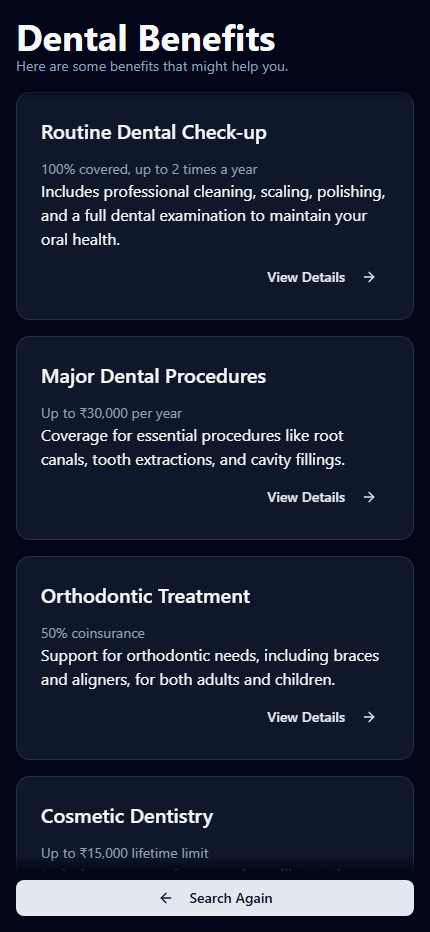 Dental Benefits
Here are some benefits that might help you.
Routine Dental Check-up
100% covered, up to 2 times a year
Includes professional cleaning, scaling, polishing,
and a full dental examination to maintain your
oral health.
View Details →
Major Dental Procedures
Up to ₹30,000 per year
Coverage for essential procedures like root
canals, tooth extractions, and cavity fillings.
View Details →
Orthodontic Treatment
50% coinsurance
Support for orthodontic needs, including braces
and aligners, for both adults and children.
View Details →
Cosmetic Dentistry
Up to ₹15,000 lifetime limit
← Search Again